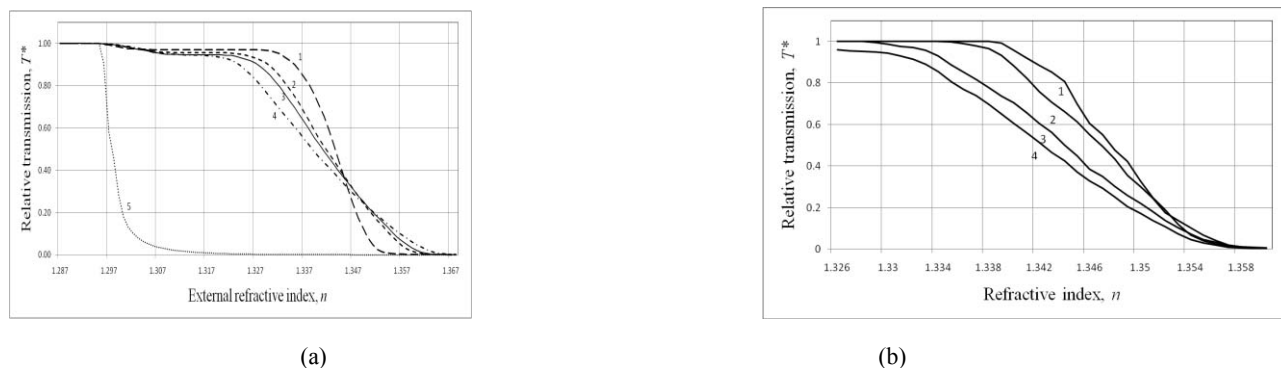 1.00
0.80
0.60
0.40
0.20
0.00
Relative transmission, T*
1
2
3
4
5
1.287 1.297 1.307 1.317 1.327 1.337 1.347 1.357 1.367
External refractive index, n
(a)
1
0.8
0.6
0.4
0.2
0
Relative transmission, T*
1
2
3
4
1.326 1.33 1.334 1.338 1.342 1.346 1.35 1.354 1.358
Refractive index, n
(b)